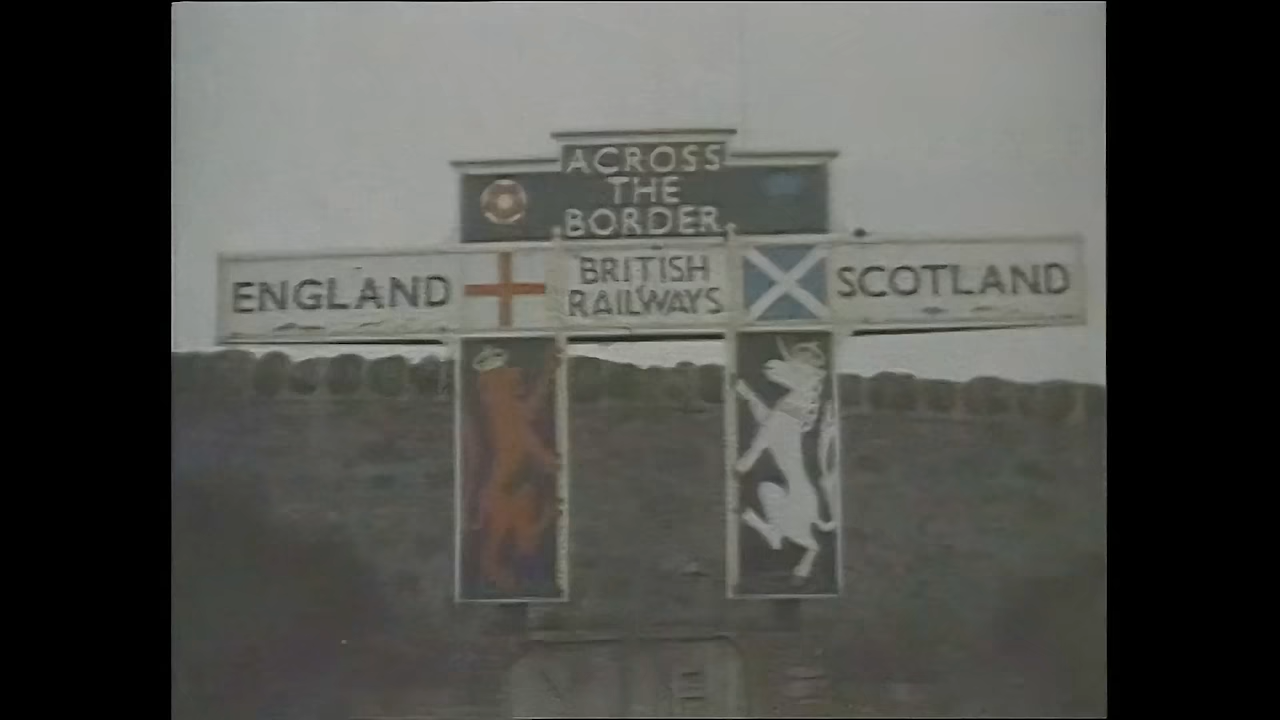 ACROSS
THE
BORDER
ENGLAND
BRITISH
RAILWAYS
SCOTLAND